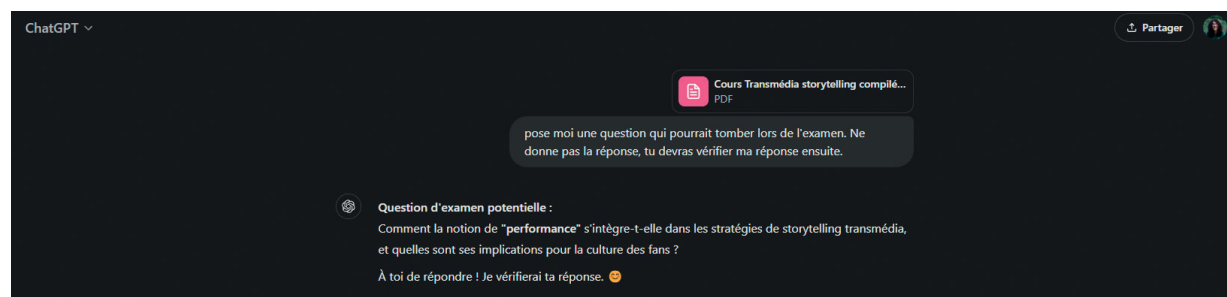 ChatGPT
Partager
Cours Transmédia storytelling compilé...
PDF
pose moi une question qui pourrait tomber lors de l'examen. Ne
donne pas la réponse, tu devras vérifier ma réponse ensuite.
Question d'examen potentielle :
Comment la notion de "performance" s'intègre-t-elle dans les stratégies de storytelling transmédia,
et quelles sont ses implications pour la culture des fans ?
À toi de répondre ! Je vérifierai ta réponse. 😊